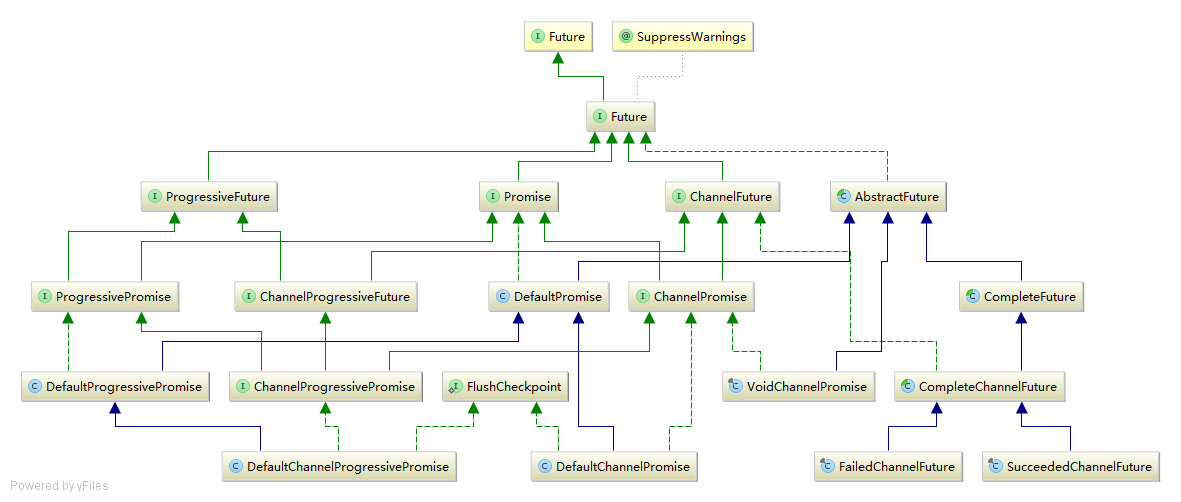 Future
SuppressWarnings
Future
ProgressiveFuture
Promise
ChannelFuture
AbstractFuture
ProgressivePromise
ChannelProgressiveFuture
DefaultPromise
ChannelPromise
CompleteFuture
DefaultProgressivePromise
ChannelProgressivePromise
FlushCheckpoint
VoidChannelPromise
CompleteChannelFuture
DefaultChannelProgressivePromise
DefaultChannelPromise
FailedChannelFuture
SucceededChannelFuture
Powered by yFiles